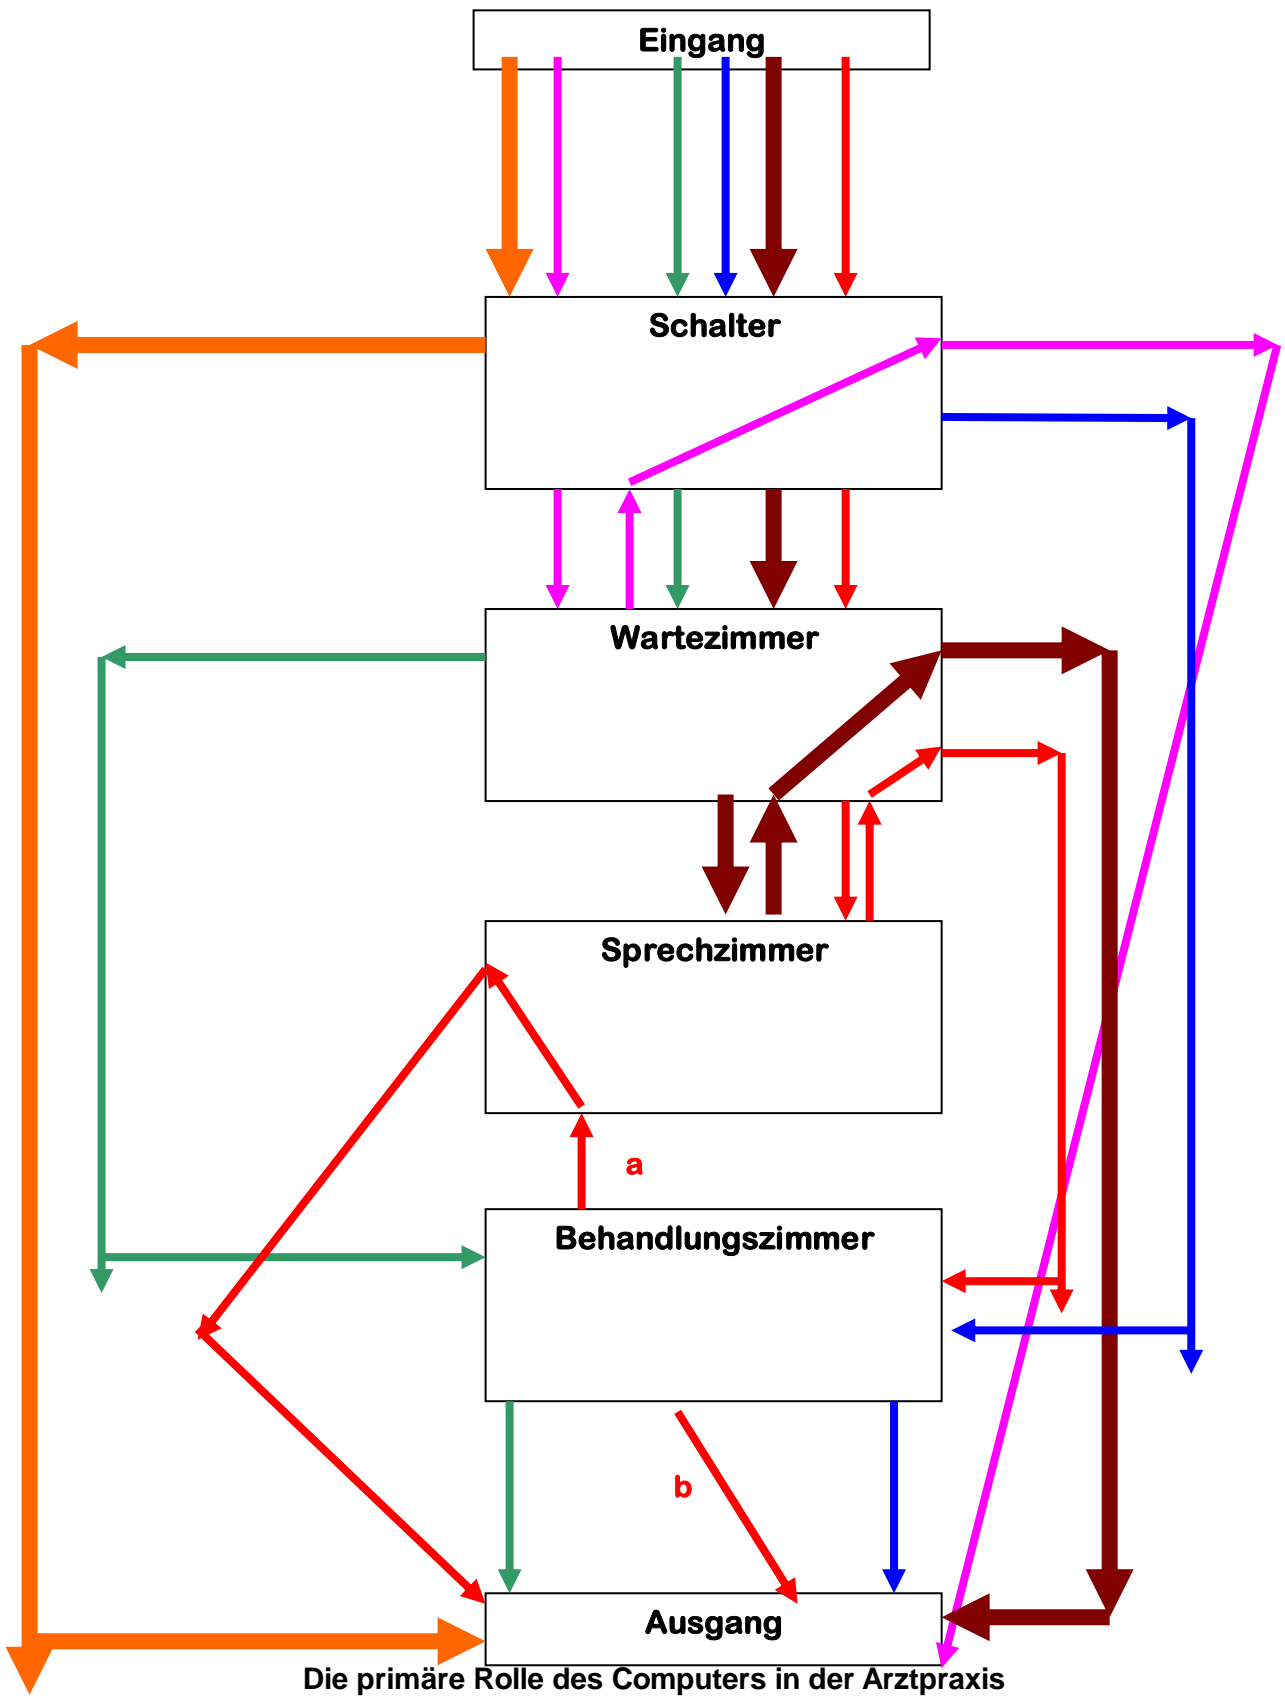 Eingang
Schalter
Wartezimmer
Sprechzimmer
a
Behandlungszimmer
b
Ausgang
Die primäre Rolle des Computers in der Arztpraxis